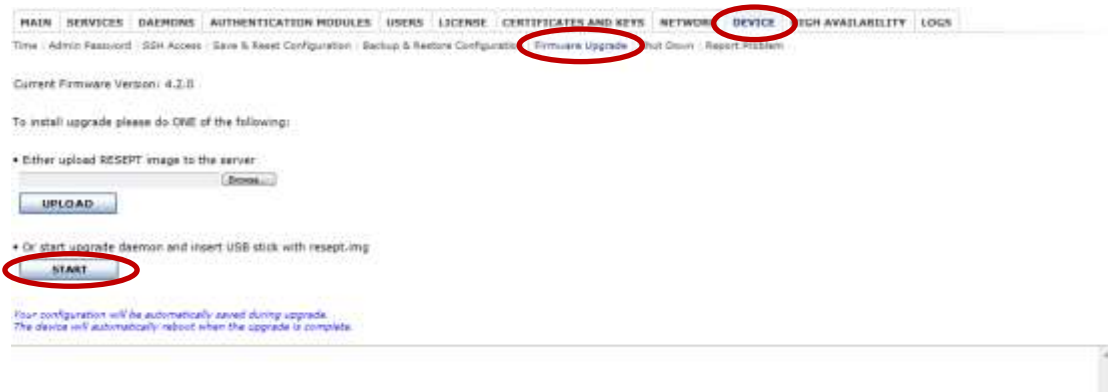 MAIN SERVICES DAEMONS AUTHENTICATION MODULES USERS LICENSE CERTIFICATES AND KEYS NETWORK DEVICE HIGH AVAILABILITY LOGS
Time Admin Password SSH Access Save & Reset Configuration Backup & Restore Configuration Firmware Upgrade Shut Down Report Problem
Current Firmware Version: 4.2.0
To install upgrade please do ONE of the following:
• Either upload RESEPT image to the server
Browse...
UPLOAD
• Or start upgrade daemon and insert USB stick with resept.img
START
Your configuration will be automatically saved during upgrade.
The device will automatically reboot when the upgrade is complete.